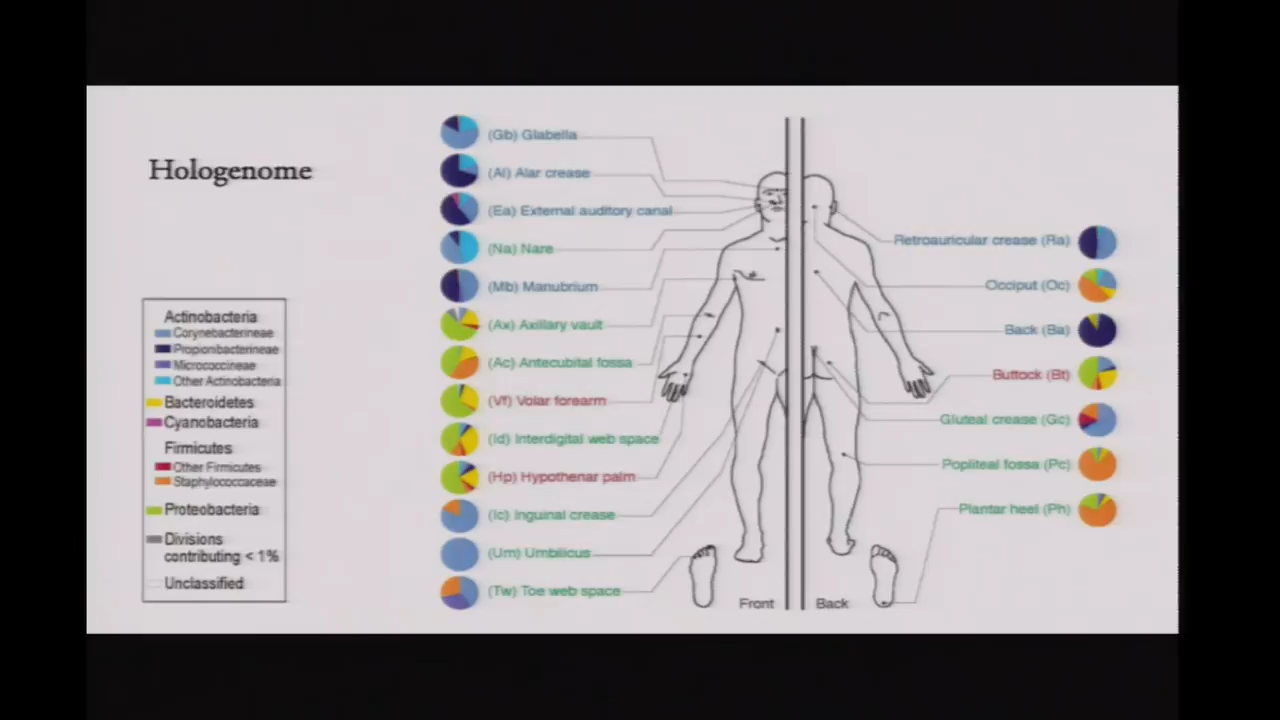 Hologenome
Actinobacteria
Corynebacterineae
Propionibacterineae
Micrococcineae
Other Actinobacteria
Bacteroidetes
Cyanobacteria
Firmicutes
Other Firmicutes
Staphylococcaceae
Proteobacteria
Divisions
contributing < 1%
Unclassified
(Gb) Glabella
(Al) Alar crease
(Ea) External auditory canal
(Na) Nare
(Mb) Manubrium
(Ax) Axillary vault
(Ac) Antecubital fossa
(Vf) Volar forearm
(Id) Interdigital web space
(Hp) Hypothenar palm
(Ic) Inguinal crease
(Um) Umbilicus
(Tw) Toe web space
Front
Back
Retroauricular crease (Ra)
Occiput (Oc)
Back (Ba)
Buttock (Bt)
Gluteal crease (Gc)
Popliteal fossa (Pc)
Plantar heel (Ph)